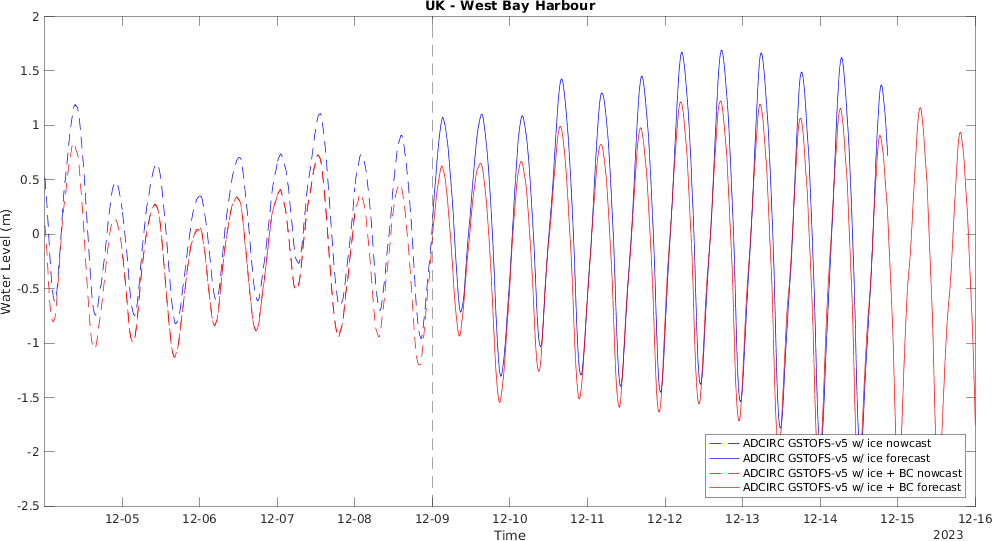 UK - West Bay Harbour
2
1.5
1
0.5
0
-0.5
-1
-1.5
-2
-2.5
Water Level (m)
ADCIRC GSTOFS-v5 w/ ice nowcast
ADCIRC GSTOFS-v5 w/ ice forecast
ADCIRC GSTOFS-v5 w/ ice + BC nowcast
ADCIRC GSTOFS-v5 w/ ice + BC forecast
12-05 12-06 12-07 12-08 12-09 12-10 12-11 12-12 12-13 12-14 12-15 12-16
Time
2023